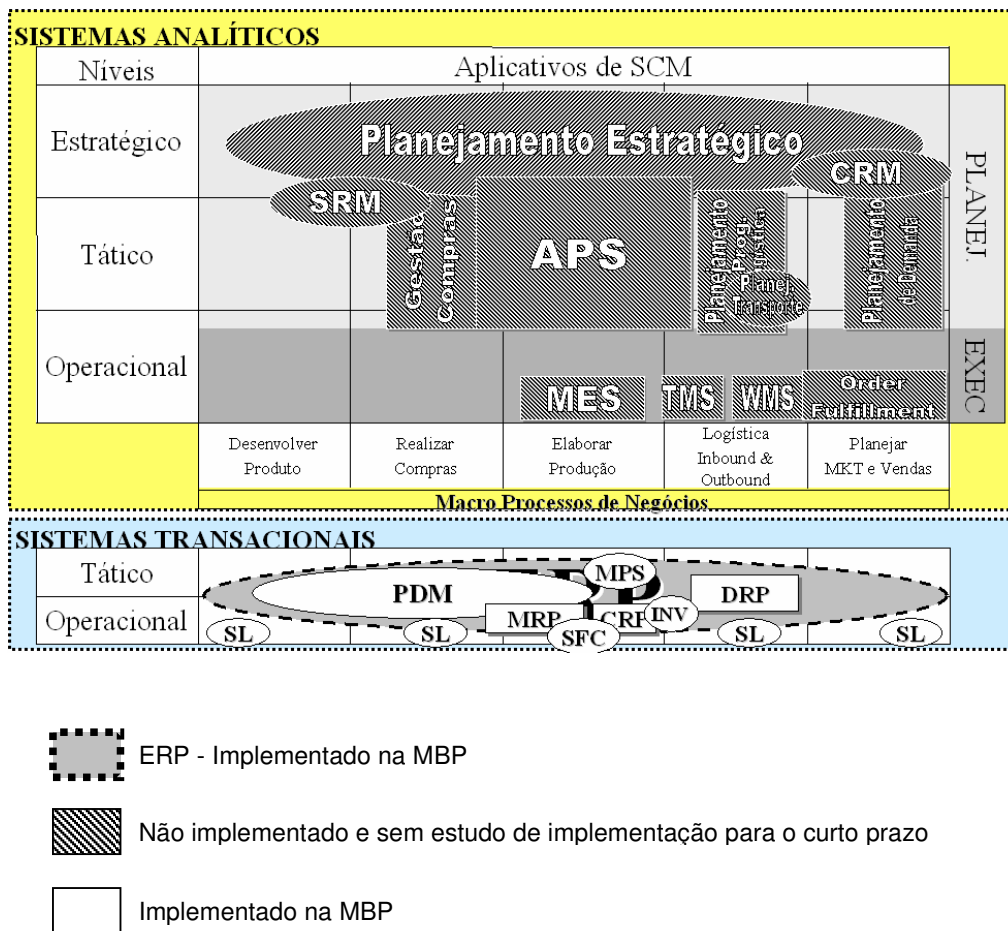 SISTEMAS ANALÍTICOS
Níveis
Aplicativos de SCM
Estratégico
Planejamento Estratégico
CRM
SRM
PLANEJ.
Tático
Gestão
Compras
APS
Planejamento
Prog.
Logística
Planej.
Transporte
Planejamento
de Demanda
Operacional
EXEC
MES
TMS
WMS
Order
Fulfillment
Desenvolver
Produto
Realizar
Compras
Elaborar
Produção
Logística
Inbound &
Outbound
Planejar
MKT e Vendas
Macro Processos de Negócios
SISTEMAS TRANSACIONAIS
Tático
PDM
MPS
DRP
Operacional
MRP
CRP
INV
SL
SL
SFC
SL
SL
ERP - Implementado na MBP
Não implementado e sem estudo de implementação para o curto prazo
Implementado na MBP